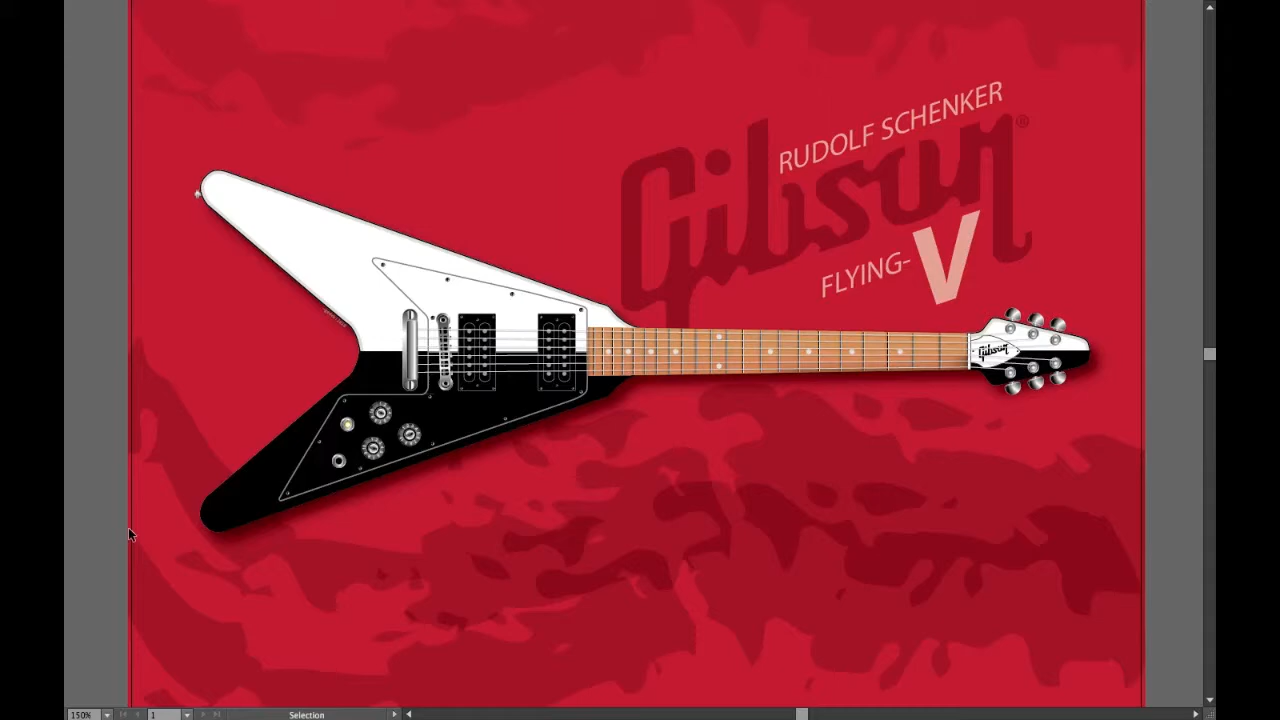 RUDOLF SCHENKER
Gibson®
FLYING-V
Gibson
150%
1
Selection